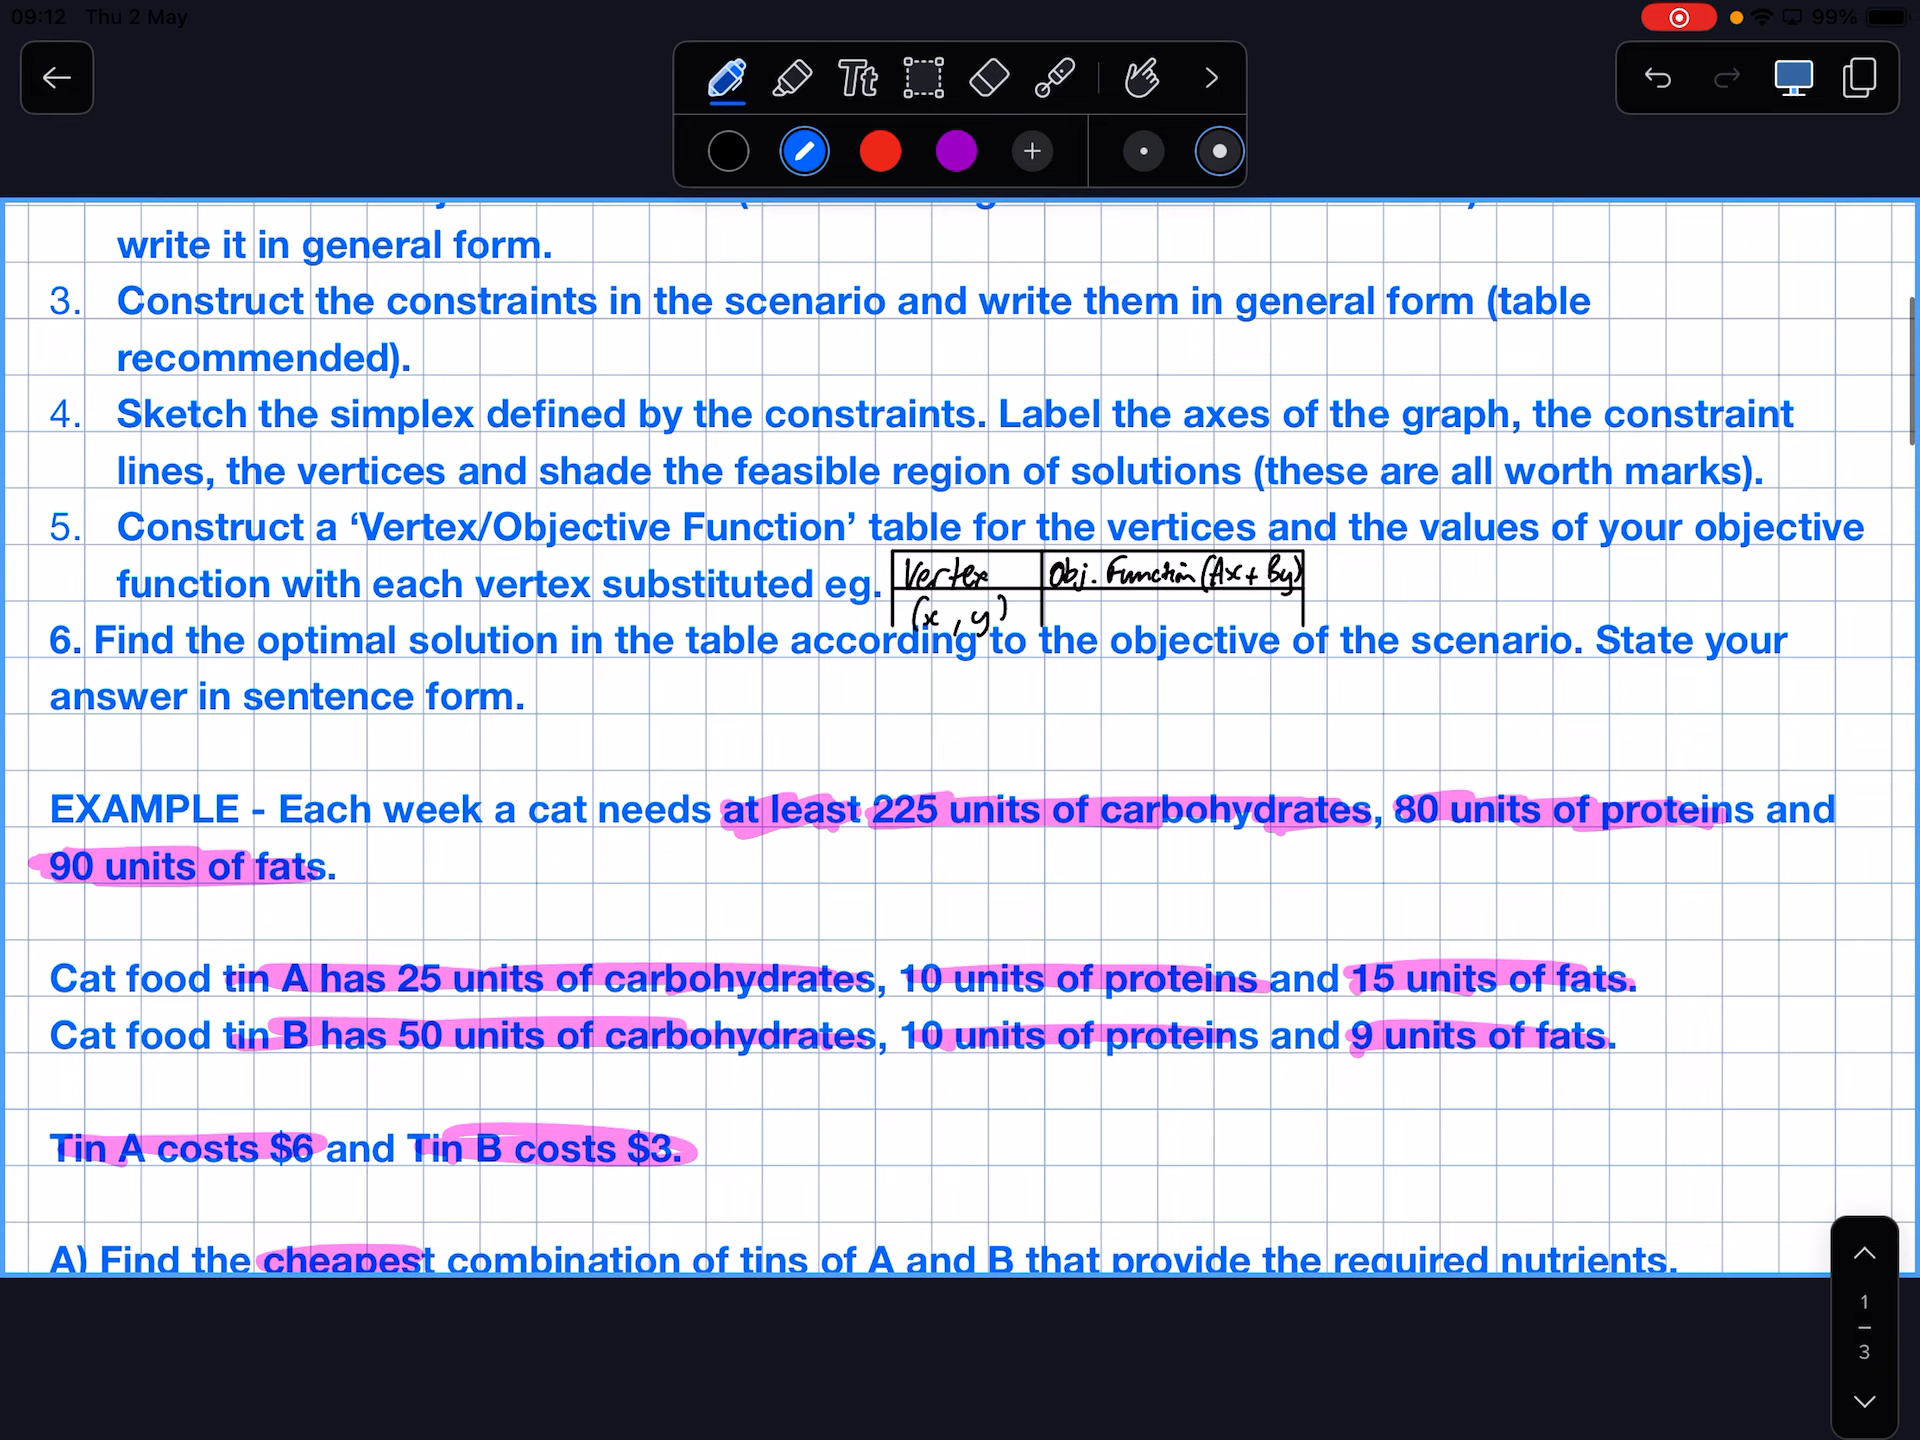 09:12 Thu 2 May
99%
Tt
write it in general form.
3. Construct the constraints in the scenario and write them in general form (table
recommended).
4. Sketch the simplex defined by the constraints. Label the axes of the graph, the constraint
lines, the vertices and shade the feasible region of solutions (these are all worth marks).
5. Construct a ‘Vertex/Objective Function’ table for the vertices and the values of your objective
function with each vertex substituted eg.
Vertex Obj. Function (Ax + By)
(x, y)
6. Find the optimal solution in the table according to the objective of the scenario. State your
answer in sentence form.
EXAMPLE - Each week a cat needs at least 225 units of carbohydrates, 80 units of proteins and
90 units of fats.
Cat food tin A has 25 units of carbohydrates, 10 units of proteins and 15 units of fats.
Cat food tin B has 50 units of carbohydrates, 10 units of proteins and 9 units of fats.
Tin A costs $6 and Tin B costs $3.
A) Find the cheapest combination of tins of A and B that provide the required nutrients.
1
3